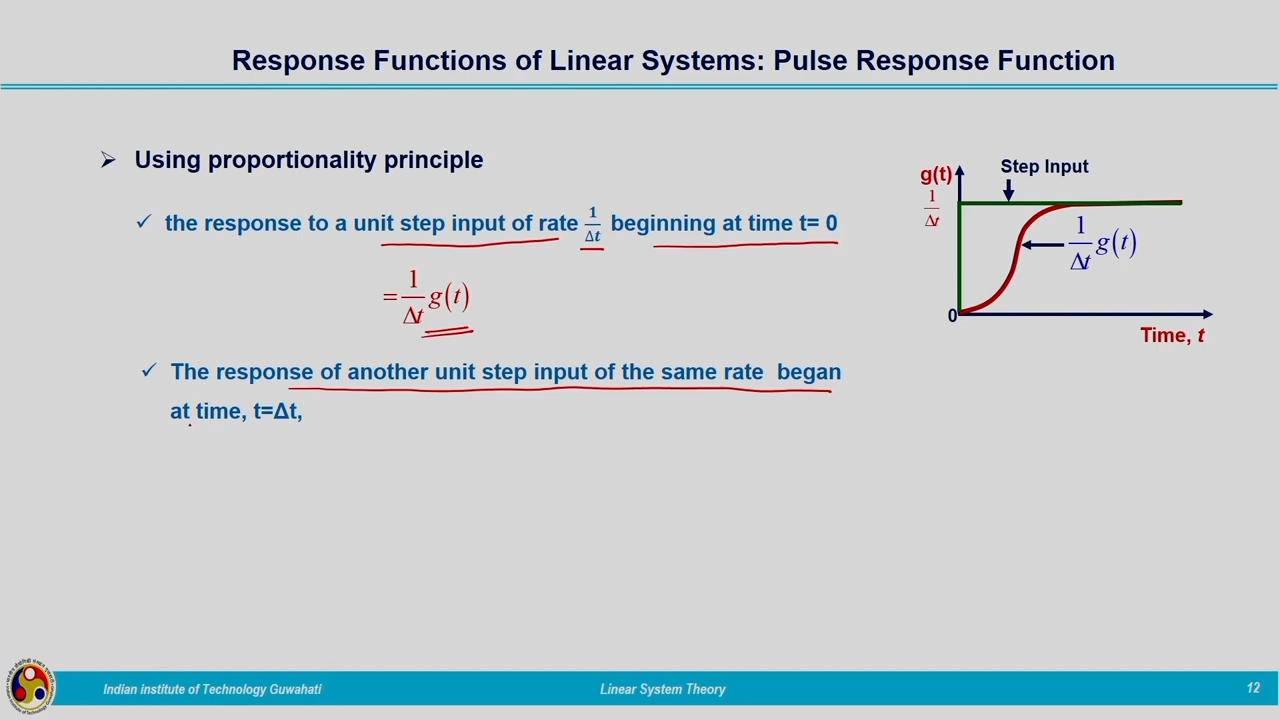 Response Functions of Linear Systems: Pulse Response Function
➢ Using proportionality principle
✓ the response to a unit step input of rate 1/Δt beginning at time t= 0
= 1/Δt g(t)
✓ The response of another unit step input of the same rate began
at time, t=Δt,
g(t)
Step Input
1/Δt
1/Δt g(t)
0
Time, t
Indian institute of Technology Guwahati
Linear System Theory
12